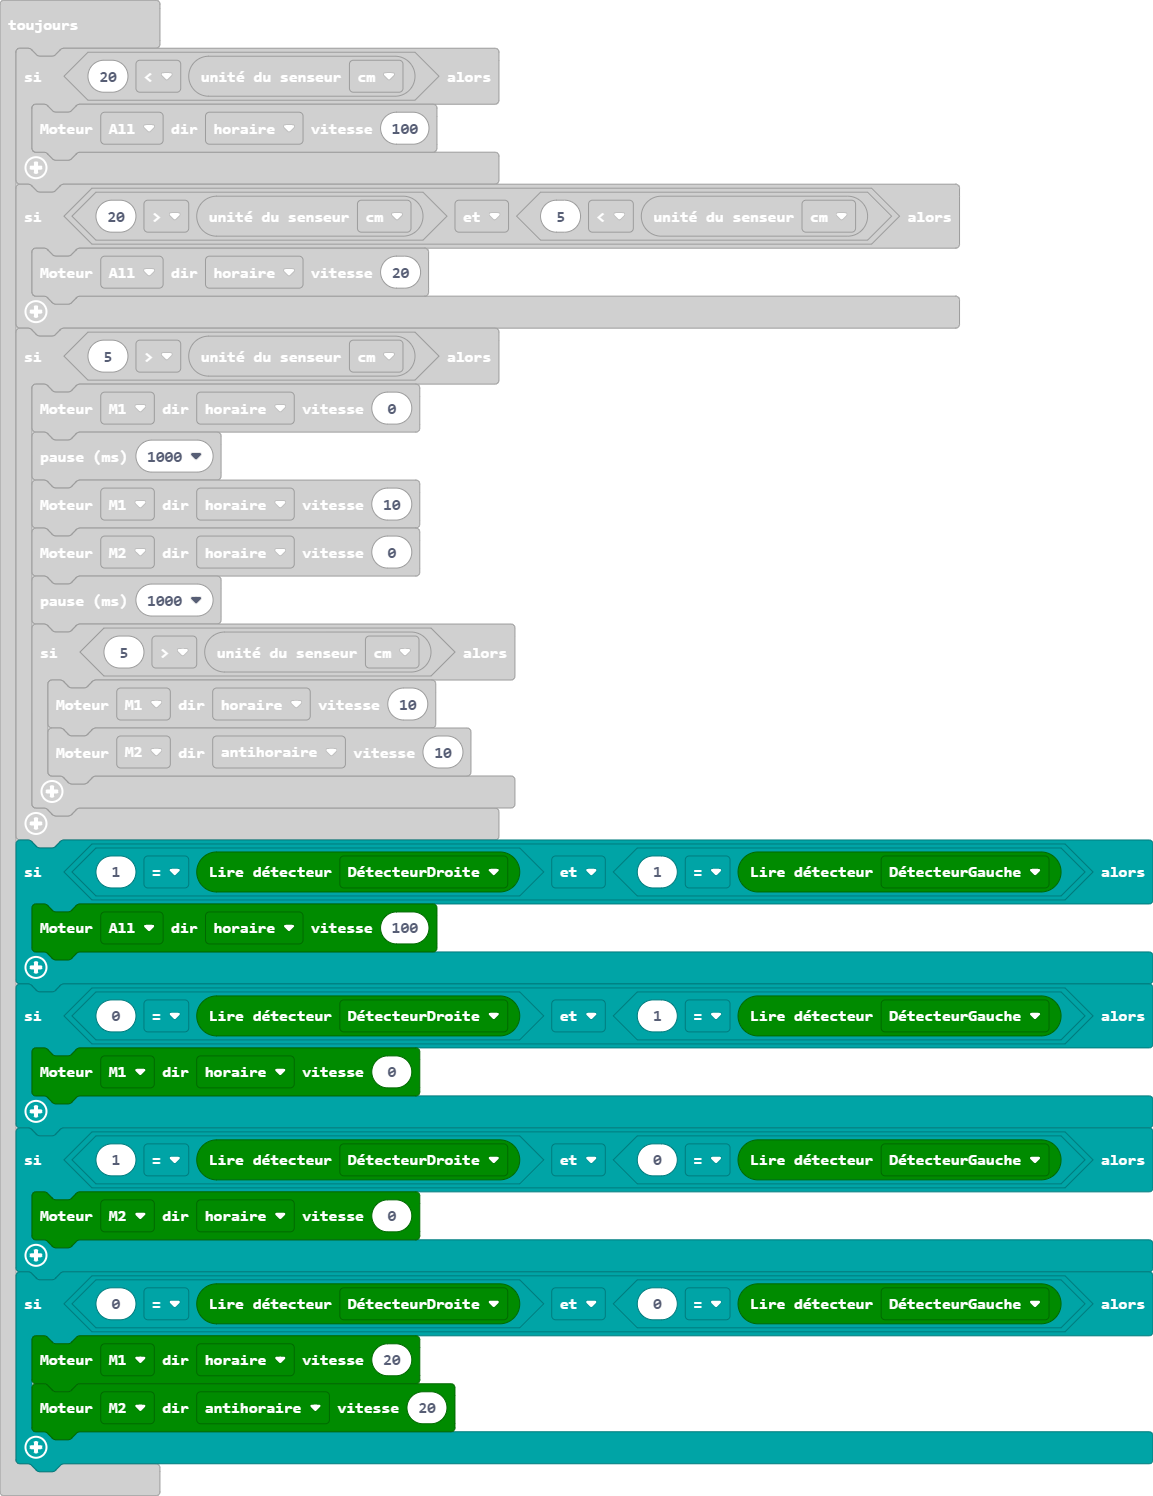 toujours
si 20 < unité du senseur cm alors
Moteur All dir horaire vitesse 100
si 20 > unité du senseur cm et 5 < unité du senseur cm alors
Moteur All dir horaire vitesse 20
si 5 > unité du senseur cm alors
Moteur M1 dir horaire vitesse 0
pause (ms) 1000
Moteur M1 dir horaire vitesse 10
Moteur M2 dir horaire vitesse 0
pause (ms) 1000
si 5 > unité du senseur cm alors
Moteur M1 dir horaire vitesse 10
Moteur M2 dir antihoraire vitesse 10
si 1 = Lire détecteur DétecteurDroite et 1 = Lire détecteur DétecteurGauche alors
Moteur All dir horaire vitesse 100
si 0 = Lire détecteur DétecteurDroite et 1 = Lire détecteur DétecteurGauche alors
Moteur M1 dir horaire vitesse 0
si 1 = Lire détecteur DétecteurDroite et 0 = Lire détecteur DétecteurGauche alors
Moteur M2 dir horaire vitesse 0
si 0 = Lire détecteur DétecteurDroite et 0 = Lire détecteur DétecteurGauche alors
Moteur M1 dir horaire vitesse 20
Moteur M2 dir antihoraire vitesse 20